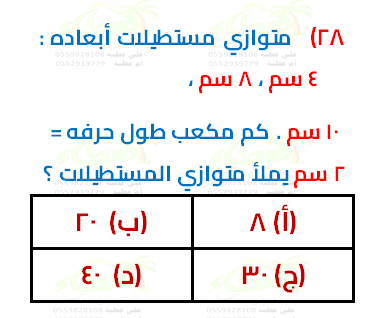 ٢٨) متوازي مستطيلات أبعاده :
٤ سم ، ٨ سم ،
١٠ سم . كم مكعب طول حرفه =
٢ سم يملأ متوازي المستطيلات ؟
(أ) ٨ (ب) ٢٠
(ج) ٣٠ (د) ٤٠